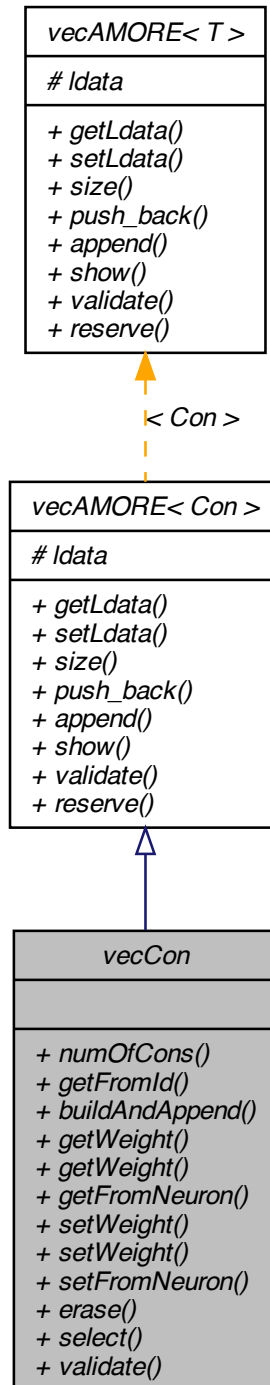 vecAMORE< T >
# ldata
+ getLdata()
+ setLdata()
+ size()
+ push_back()
+ append()
+ show()
+ validate()
+ reserve()
< Con >
vecAMORE< Con >
# ldata
+ getLdata()
+ setLdata()
+ size()
+ push_back()
+ append()
+ show()
+ validate()
+ reserve()
vecCon
+ numOfCons()
+ getFromId()
+ buildAndAppend()
+ getWeight()
+ getWeight()
+ getFromNeuron()
+ setWeight()
+ setWeight()
+ setFromNeuron()
+ erase()
+ select()
+ validate()